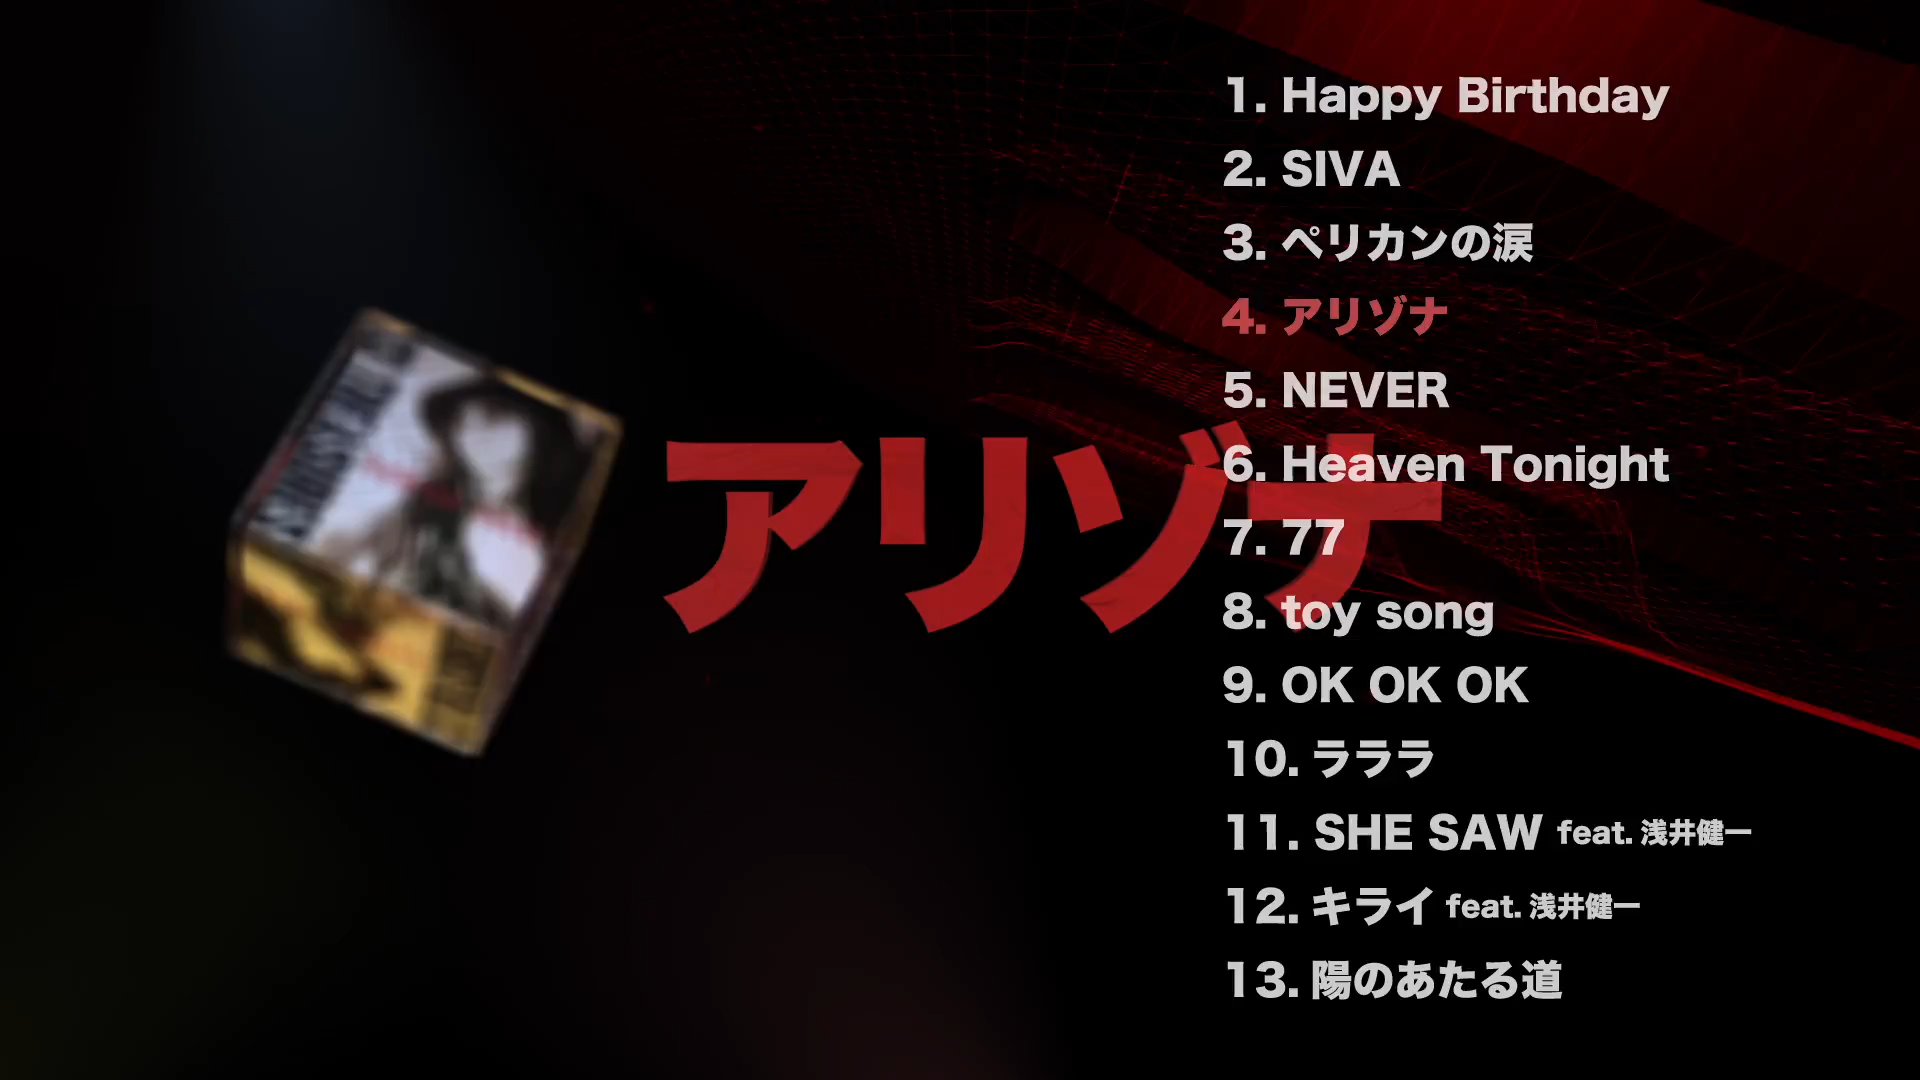 1. Happy Birthday
2. SIVA
3. ペリカンの涙
4. アリゾナ
5. NEVER
6. Heaven Tonight
7. 77
8. toy song
9. OK OK OK
10. ラララ
11. SHE SAW feat. 浅井健一
12. キライ feat. 浅井健一
13. 陽のあたる道
アリゾナ